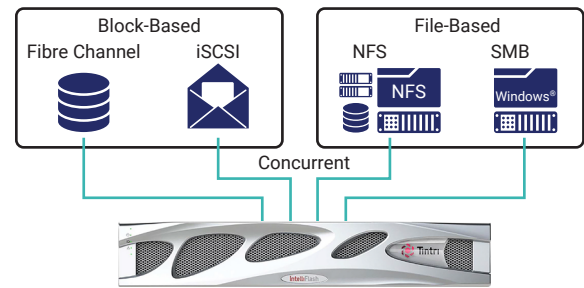 Block-Based
Fibre Channel
iSCSI
File-Based
NFS
SMB
NFS
Windows®
Concurrent
Tintri
IntelliFlash